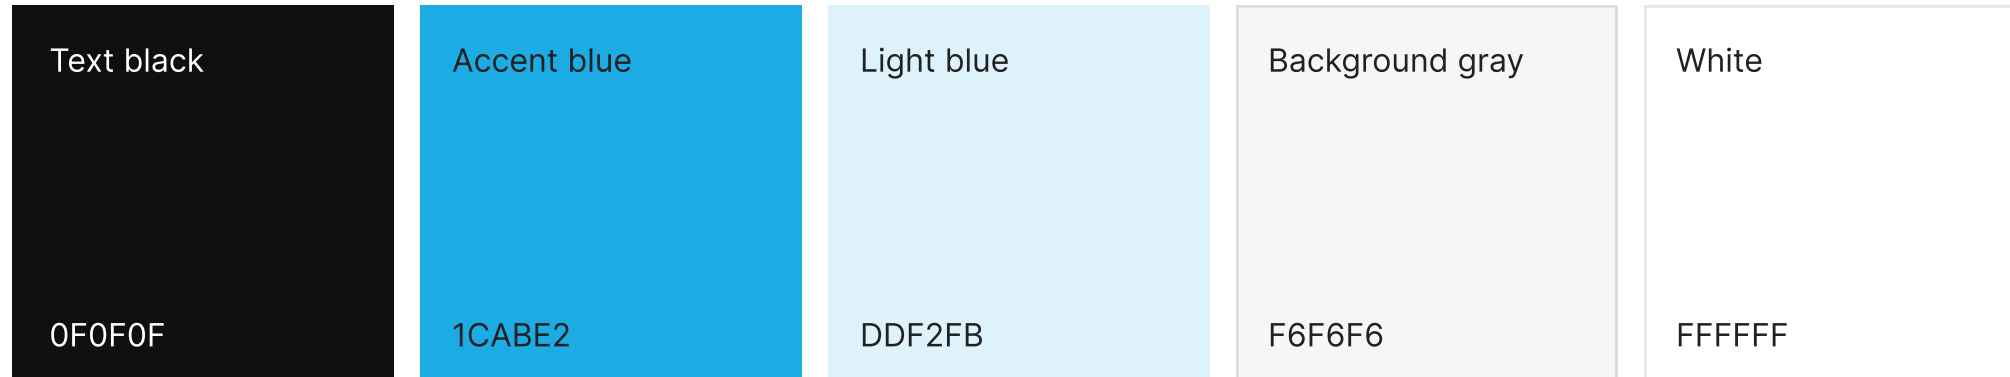 Text black
0F0F0F
Accent blue
1CABE2
Light blue
DDF2FB
Background gray
F6F6F6
White
FFFFFF